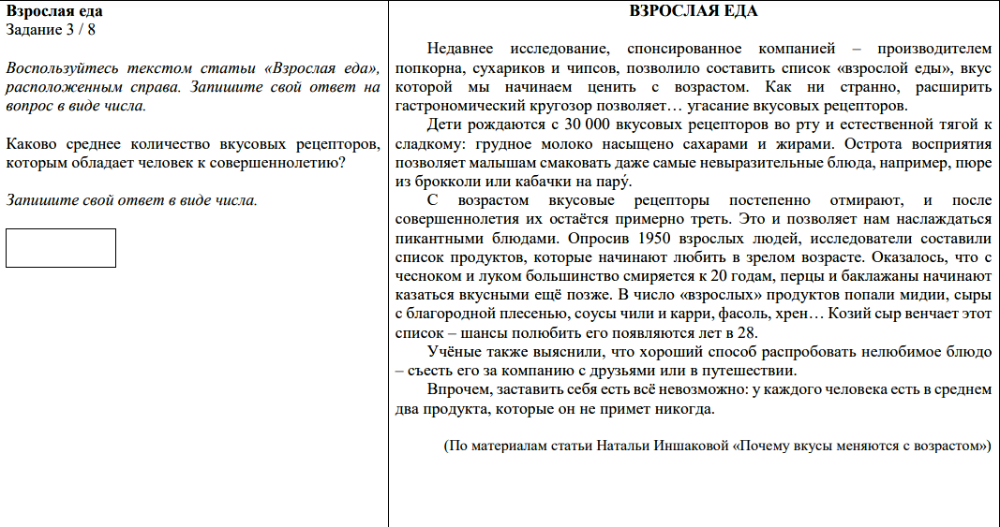 Взрослая еда
Задание 3 / 8
Воспользуйтесь текстом статьи «Взрослая еда»,
расположенным справа. Запишите свой ответ на
вопрос в виде числа.
Каково среднее количество вкусовых рецепторов,
которым обладает человек к совершеннолетию?
Запишите свой ответ в виде числа.
ВЗРОСЛАЯ ЕДА
Недавнее исследование, спонсированное компанией – производителем
попкорна, сухариков и чипсов, позволило составить список «взрослой еды», вкус
которой мы начинаем ценить с возрастом. Как ни странно, расширить
гастрономический кругозор позволяет… угасание вкусовых рецепторов.
Дети рождаются с 30 000 вкусовых рецепторов во рту и естественной тягой к
сладкому: грудное молоко насыщено сахарами и жирами. Острота восприятия
позволяет малышам смаковать даже самые невыразительные блюда, например, пюре
из брокколи или кабачки на пару́.
С возрастом вкусовые рецепторы постепенно отмирают, и после
совершеннолетия их остаётся примерно треть. Это и позволяет нам наслаждаться
пикантными блюдами. Опросив 1950 взрослых людей, исследователи составили
список продуктов, которые начинают любить в зрелом возрасте. Оказалось, что с
чесноком и луком большинство смиряется к 20 годам, перцы и баклажаны начинают
казаться вкусными ещё позже. В число «взрослых» продуктов попали мидии, сыры
с благородной плесенью, соусы чили и карри, фасоль, хрен… Козий сыр венчает этот
список – шансы полюбить его появляются лет в 28.
Учёные также выяснили, что хороший способ распробовать нелюбимое блюдо
– съесть его за компанию с друзьями или в путешествии.
Впрочем, заставить себя есть всё невозможно: у каждого человека есть в среднем
два продукта, которые он не примет никогда.
(По материалам статьи Натальи Иншаковой «Почему вкусы меняются с возрастом»)